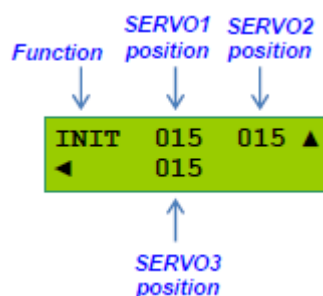 SERVO1 SERVO2
Function position position
INIT 015 015 ▲
◄ 015
SERVO3
position